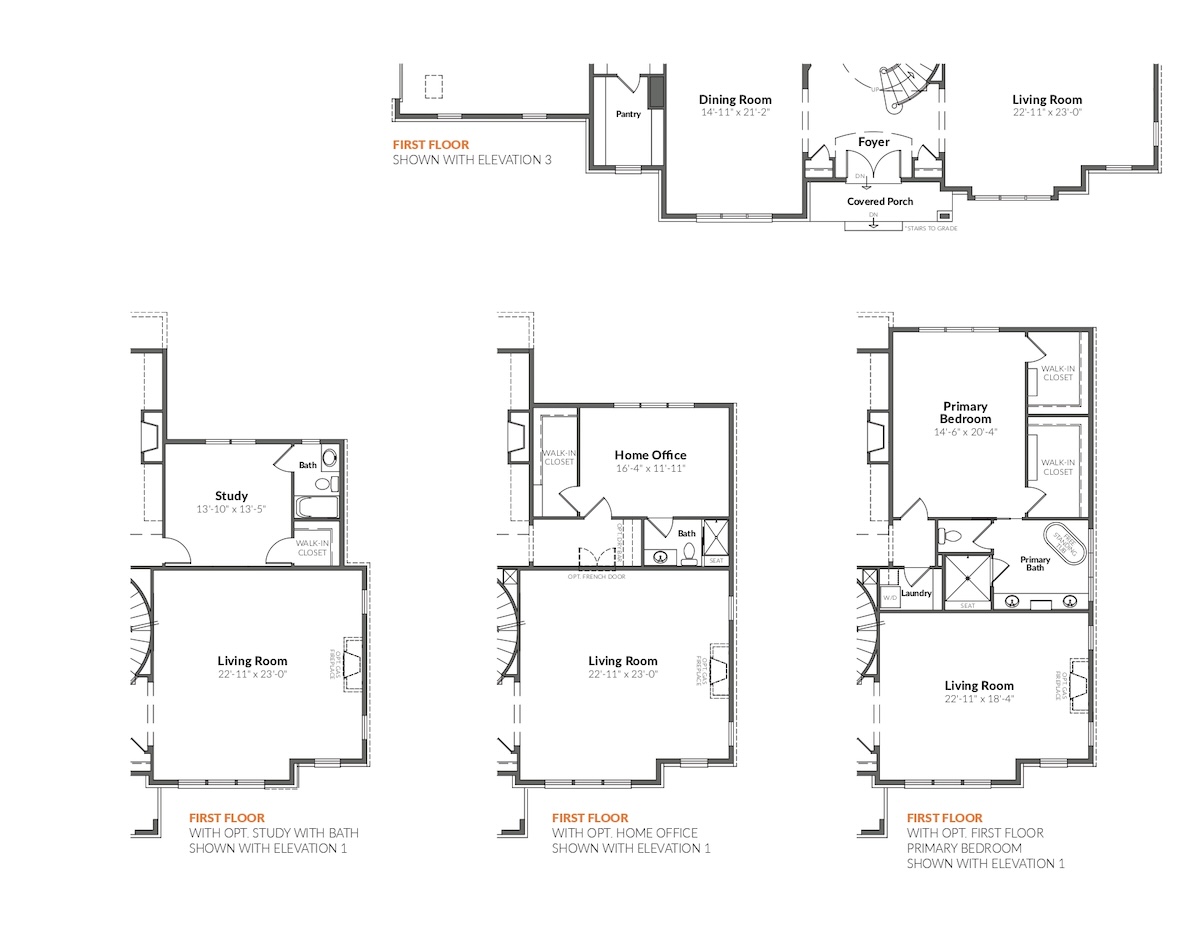 Pantry
Dining Room
14'-11" x 21'-2"
UP
Living Room
22'-11" x 23'-0"
Foyer
DN
Covered Porch
DN
*STAIRS TO GRADE
FIRST FLOOR
SHOWN WITH ELEVATION 3
Bath
Study
13'-10" x 13'-5"
WALK-IN
CLOSET
Living Room
22'-11" x 23'-0"
OPT. GAS
FIREPLACE
FIRST FLOOR
WITH OPT. STUDY WITH BATH
SHOWN WITH ELEVATION 1
WALK-IN
CLOSET
Home Office
16'-4" x 11'-11"
Bath
SEAT
OPT. FRENCH DOOR
Living Room
22'-11" x 23'-0"
OPT. GAS
FIREPLACE
FIRST FLOOR
WITH OPT. HOME OFFICE
SHOWN WITH ELEVATION 1
WALK-IN
CLOSET
Primary
Bedroom
14'-6" x 20'-4"
WALK-IN
CLOSET
FREE
STANDING
TUB
Primary
Bath
Laundry
W/D
SEAT
Living Room
22'-11" x 18'-4"
OPT. GAS
FIREPLACE
FIRST FLOOR
WITH OPT. FIRST FLOOR
PRIMARY BEDROOM
SHOWN WITH ELEVATION 1